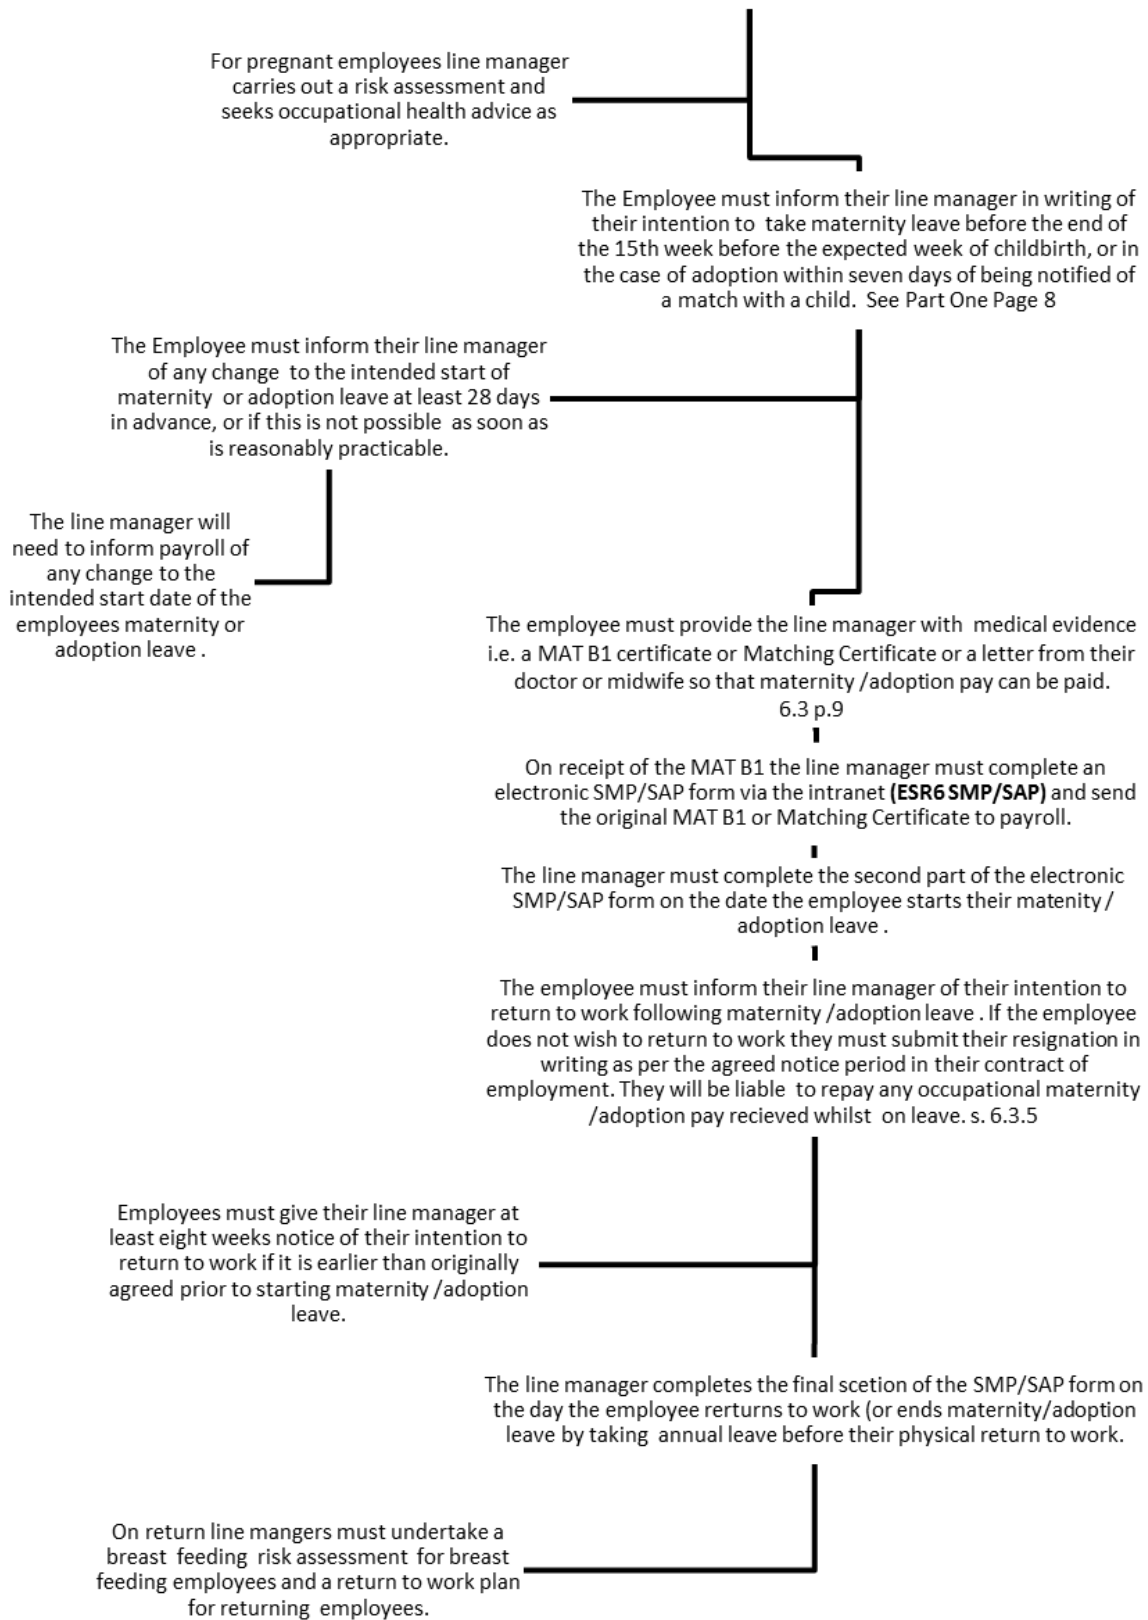 For pregnant employees line manager
carries out a risk assessment and
seeks occupational health advice as
appropriate.
The Employee must inform their line manager in writing of
their intention to take maternity leave before the end of
the 15th week before the expected week of childbirth, or in
the case of adoption within seven days of being notified of
a match with a child. See Part One Page 8
The Employee must inform their line manager
of any change to the intended start of
maternity or adoption leave at least 28 days
in advance, or if this is not possible as soon as
is reasonably practicable.
The line manager will
need to inform payroll of
any change to the
intended start date of the
employees maternity or
adoption leave .
The employee must provide the line manager with medical evidence
i.e. a MAT B1 certificate or Matching Certificate or a letter from their
doctor or midwife so that maternity /adoption pay can be paid.
6.3 p.9
On receipt of the MAT B1 the line manager must complete an
electronic SMP/SAP form via the intranet (ESR6 SMP/SAP) and send
the original MAT B1 or Matching Certificate to payroll.
The line manager must complete the second part of the electronic
SMP/SAP form on the date the employee starts their matenity /
adoption leave .
The employee must inform their line manager of their intention to
return to work following maternity /adoption leave . If the employee
does not wish to return to work they must submit their resignation in
writing as per the agreed notice period in their contract of
employment. They will be liable to repay any occupational maternity
/adoption pay recieved whilst on leave. s. 6.3.5
Employees must give their line manager at
least eight weeks notice of their intention to
return to work if it is earlier than originally
agreed prior to starting maternity /adoption
leave.
The line manager completes the final scetion of the SMP/SAP form on
the day the employee rerturns to work (or ends maternity/adoption
leave by taking annual leave before their physical return to work.
On return line mangers must undertake a
breast feeding risk assessment for breast
feeding employees and a return to work plan
for returning employees.